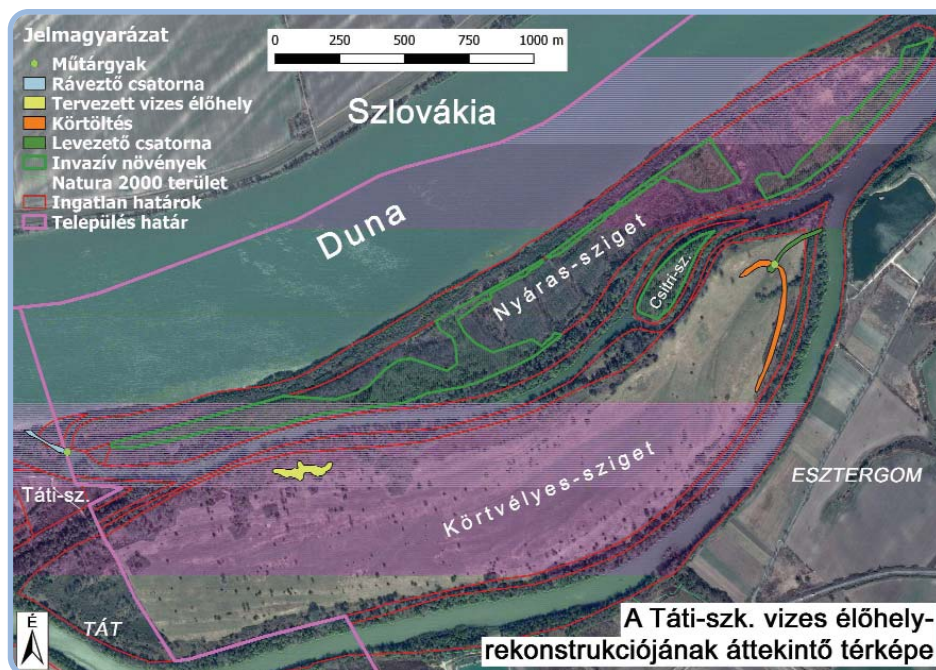 Jelmagyarázat
Műtárgyak
Ráveztő csatorna
Tervezett vizes élőhely
Körtöltés
Levezető csatorna
Invazív növények
Natura 2000 terület
Ingatlan határok
Település határ
0 250 500 750 1000 m
Szlovákia
Duna
Nyáras-sziget
Csitri-sz.
Táti-sz.
Körtvélyes-sziget
ESZTERGOM
TÁT
É
A Táti-szk. vizes élőhely-
rekonstrukciójának áttekintő térképe